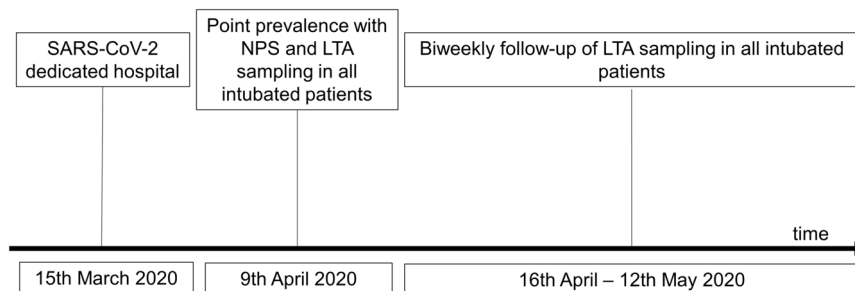 SARS-CoV-2
dedicated hospital
Point prevalence with
NPS and LTA
sampling in all
intubated patients
Biweekly follow-up of LTA sampling in all intubated
patients
time
15th March 2020
9th April 2020
16th April – 12th May 2020